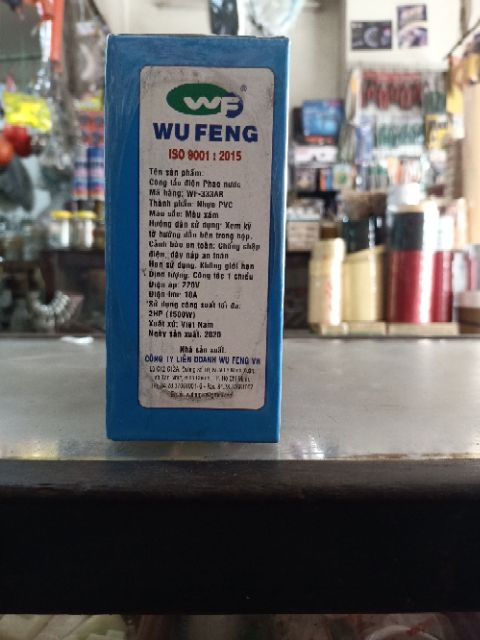 WF ®
WU FENG
ISO 9001 : 2015
Tên sản phẩm:
Công tắc điện Phao nước
Mã hàng: WF-333AR
Thành phần: Nhựa PVC
Màu sắc: Màu xám
Hướng dẫn sử dụng: Xem kỹ
tờ hướng dẫn bên trong hộp.
Cảnh báo an toàn: Chống chập
điện, dây nắp an toàn
Hạn sử dụng: Không giới hạn
Định lượng: Công tắc 1 chiều
Điện áp: 220V
Điện
Sử dụng công suất tối đa:
2HP (1500W)
Xuất xứ: Việt Nam
Ngày sản xuất: 2020
Nhà sản xuất:
CÔNG TY LIÊN DOANH WU FENG VN